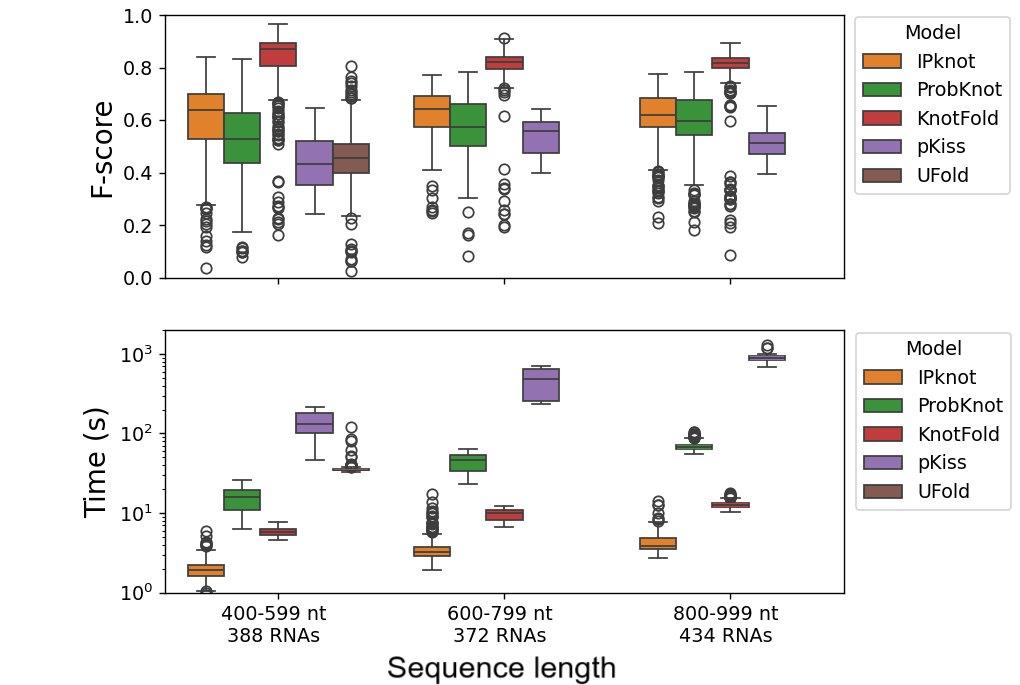 1.0
0.8
0.6
0.4
0.2
0.0
F-score
Model
IPknot
ProbKnot
KnotFold
pKiss
UFold
10³
10²
10¹
10⁰
Time (s)
Model
IPknot
ProbKnot
KnotFold
pKiss
UFold
400-599 nt
388 RNAs
600-799 nt
372 RNAs
800-999 nt
434 RNAs
Sequence length